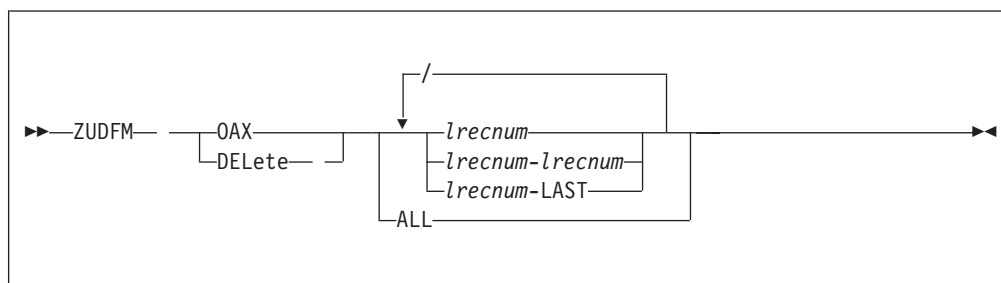 /
ZUDFM OAX lrecnum
DELete lrecnum-lrecnum
lrecnum-LAST
ALL